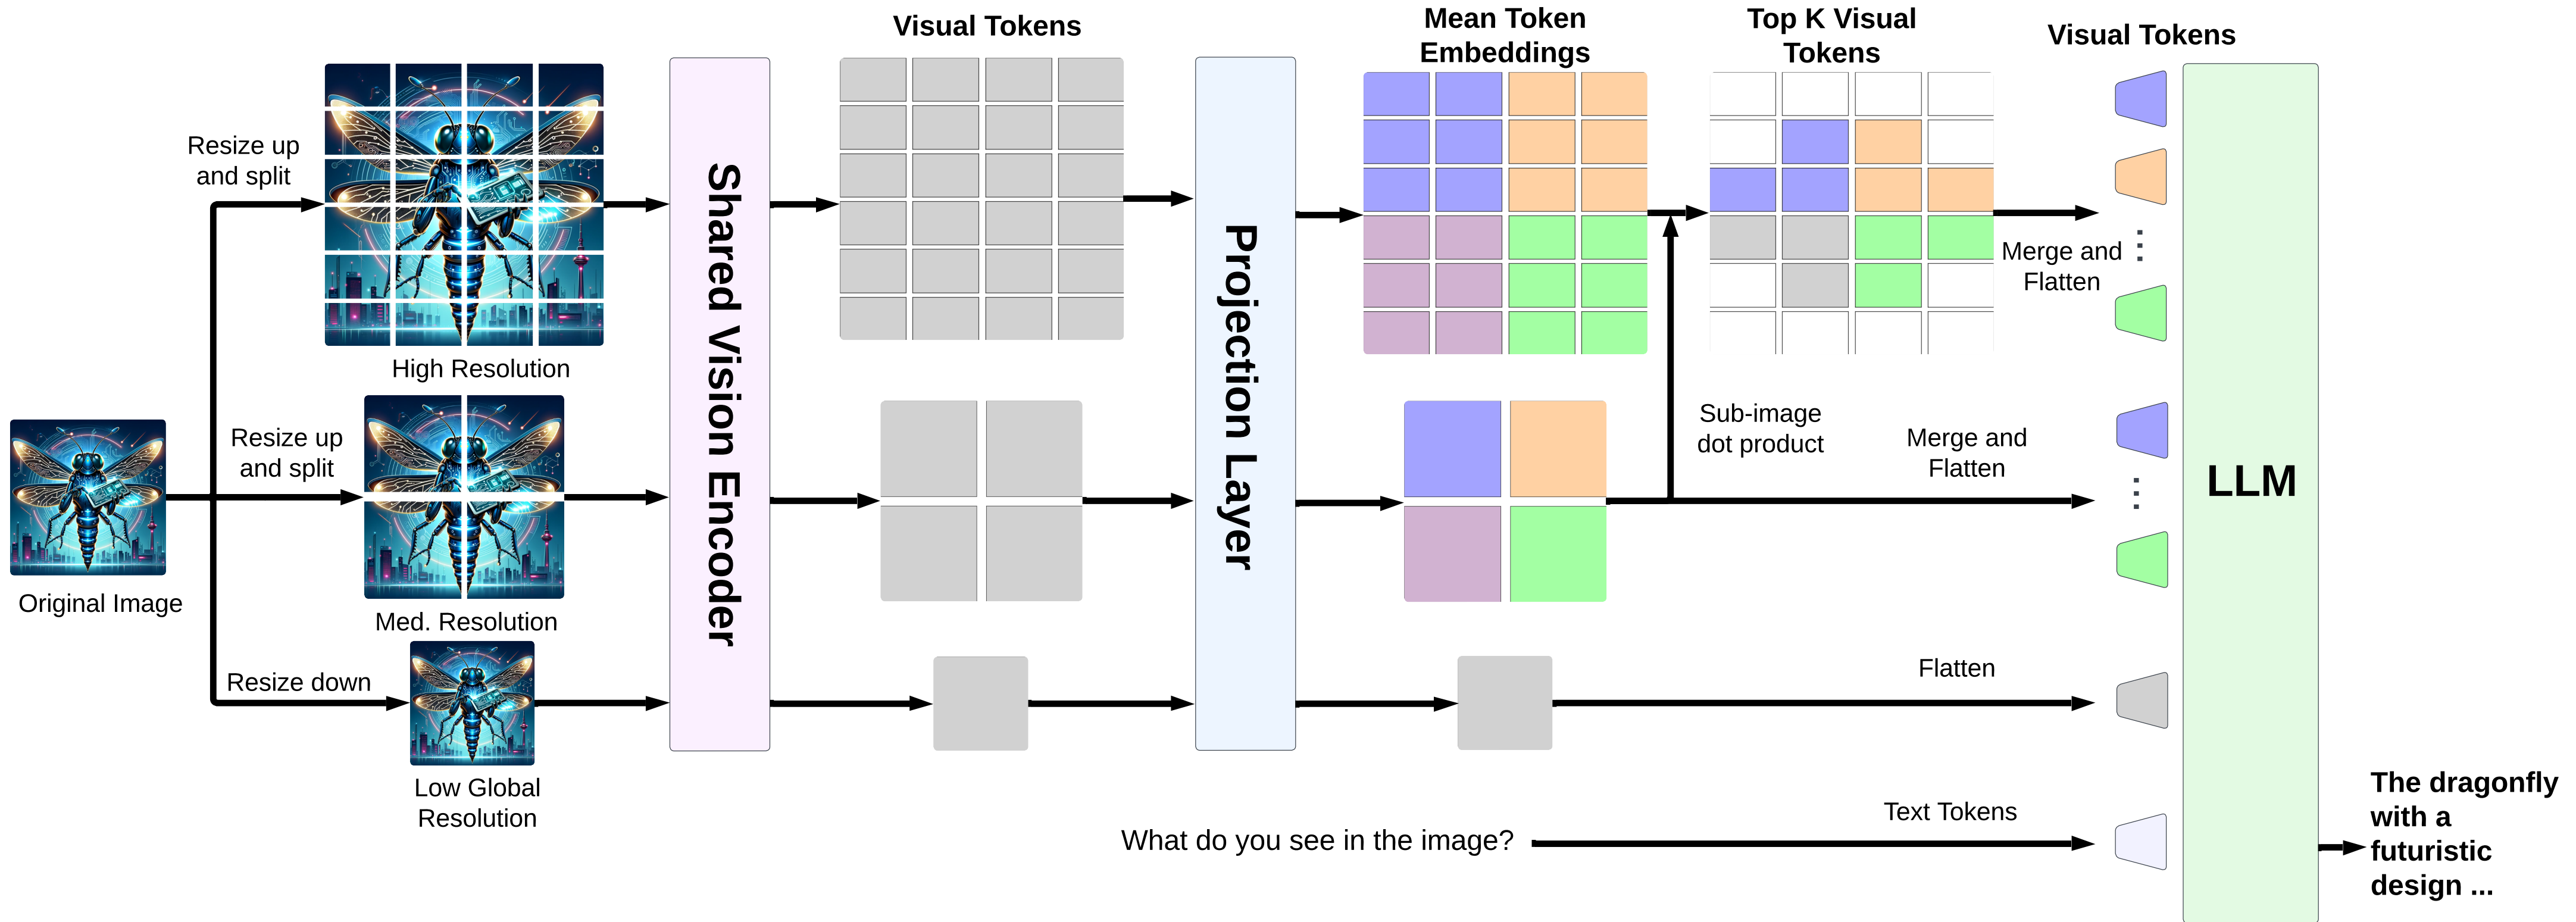 Visual Tokens
Mean Token
Embeddings
Top K Visual
Tokens
Visual Tokens
Resize up
and split
High Resolution
Shared Vision Encoder
Projection Layer
Merge and
Flatten
Resize up
and split
Sub-image
dot product
Merge and
Flatten
LLM
Original Image
Med. Resolution
Resize down
Flatten
Low Global
Resolution
What do you see in the image?
Text Tokens
The dragonfly
with a
futuristic
design ...